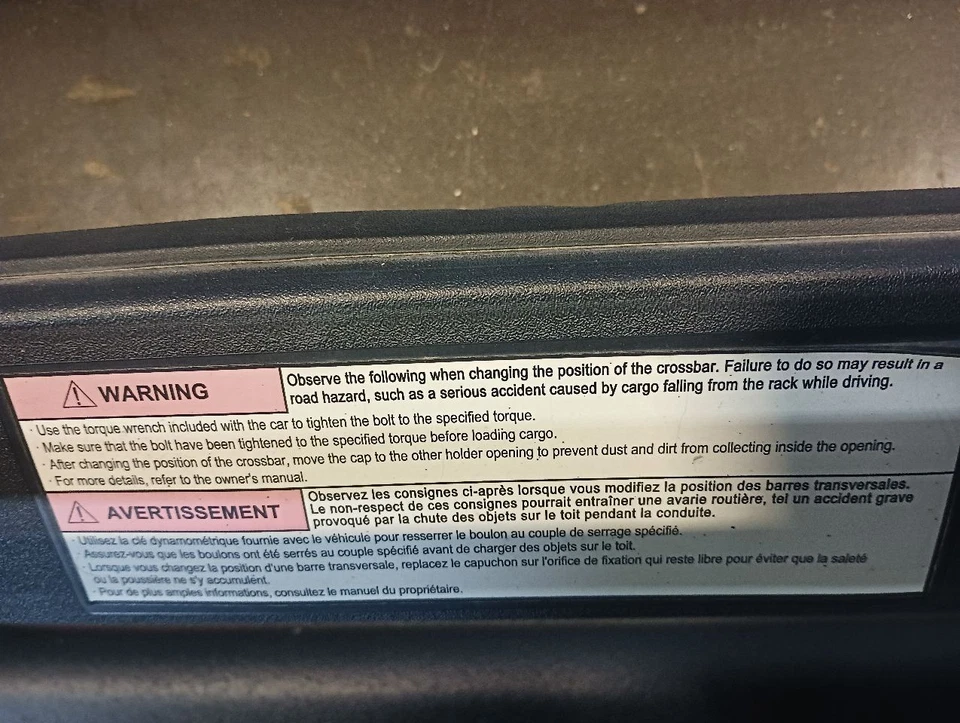 WARNING
Observe the following when changing the position of the crossbar. Failure to do so may result in a
road hazard, such as a serious accident caused by cargo falling from the rack while driving.
· Use the torque wrench included with the car to tighten the bolt to the specified torque.
· Make sure that the bolt have been tightened to the specified torque before loading cargo.
· After changing the position of the crossbar, move the cap to the other holder opening to prevent dust and dirt from collecting inside the opening.
· For more details, refer to the owner's manual.
AVERTISSEMENT
Observez les consignes ci-après lorsque vous modifiez la position des barres transversales.
Le non-respect de ces consignes pourrait entraîner une avarie routière, tel un accident grave
provoqué par la chute des objets sur le toit pendant la conduite.
· Utilisez la clé dynamométrique fournie avec le véhicule pour resserrer le boulon au couple de serrage spécifié.
· Assurez-vous que les boulons ont été serrés au couple spécifié avant de charger des objets sur le toit.
· Lorsque vous changez la position d'une barre transversale, replacez le capuchon sur l'orifice de fixation qui reste libre pour éviter que la saleté
ou la poussière ne s'y accumulent.
· Pour de plus amples informations, consultez le manuel du propriétaire.